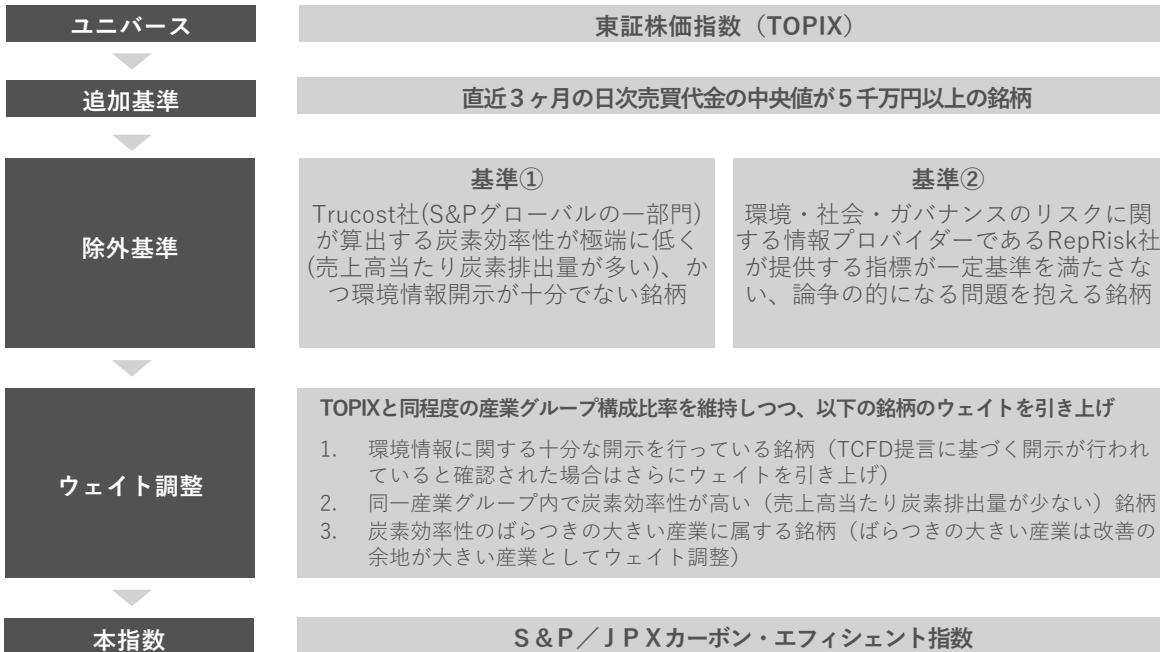 ユニバース
東証株価指数（TOPIX）
追加基準
直近３ヶ月の日次売買代金の中央値が５千万円以上の銘柄
除外基準
基準①
Trucost社(S&Pグローバルの一部門)
が算出する炭素効率性が極端に低く
(売上高当たり炭素排出量が多い)、か
つ環境情報開示が十分でない銘柄
基準②
環境・社会・ガバナンスのリスクに関
する情報プロバイダーであるRepRisk社
が提供する指標が一定基準を満たさな
い、論争の的になる問題を抱える銘柄
ウェイト調整
TOPIXと同程度の産業グループ構成比率を維持しつつ、以下の銘柄のウェイトを引き上げ
1. 環境情報に関する十分な開示を行っている銘柄（TCFD提言に基づく開示が行われ
ていると確認された場合はさらにウェイトを引き上げ）
2. 同一産業グループ内で炭素効率性が高い（売上高当たり炭素排出量が少ない）銘柄
3. 炭素効率性のばらつきの大きい産業に属する銘柄（ばらつきの大きい産業は改善の
余地が大きい産業としてウェイト調整）
本指数
Ｓ＆Ｐ／ＪＰＸカーボン・エフィシェント指数